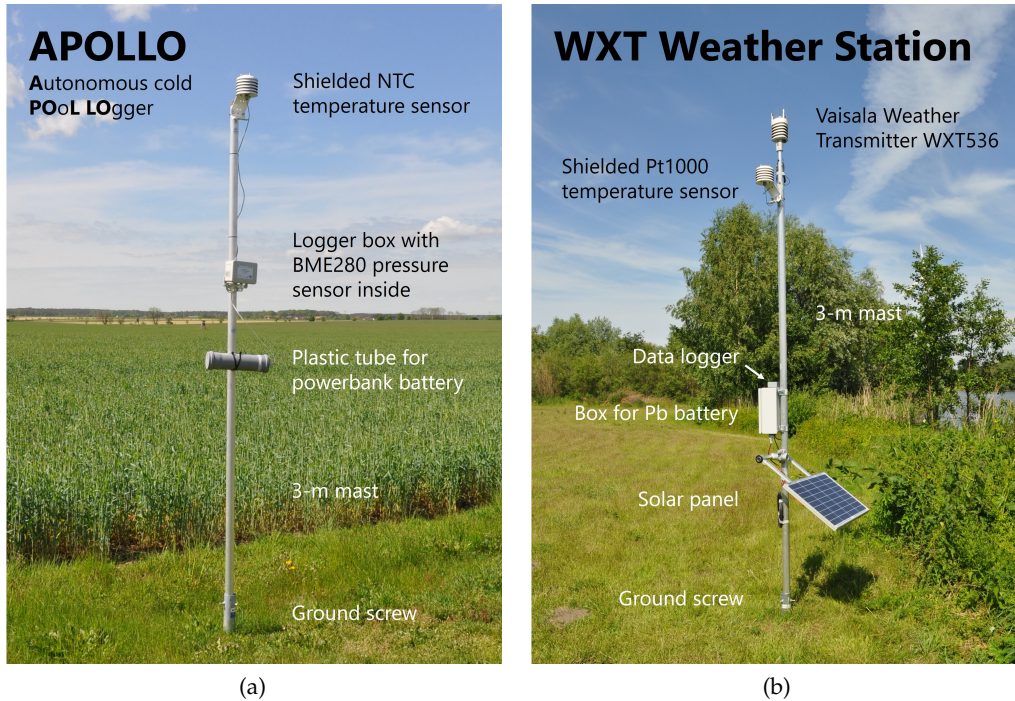 APOLLO
Autonomous cold
POoL LOgger
Shielded NTC
temperature sensor
Logger box with
BME280 pressure
sensor inside
Plastic tube for
powerbank battery
3-m mast
Ground screw
(a)
WXT Weather Station
Vaisala Weather
Transmitter WXT536
Shielded Pt1000
temperature sensor
3-m mast
Data logger
Box for Pb battery
Solar panel
Ground screw
(b)